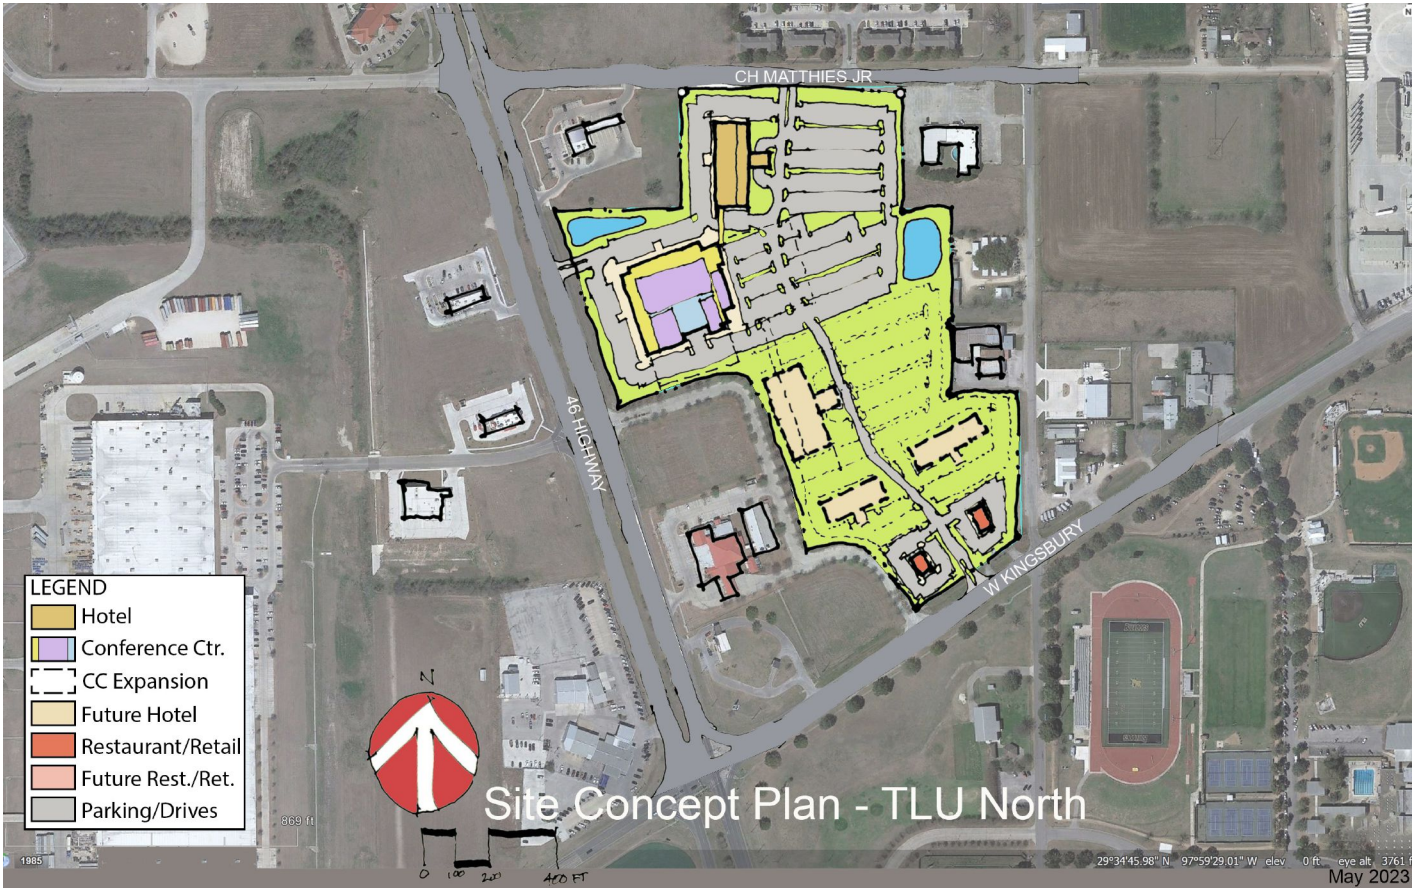 N
CH MATTHIES JR
46 HIGHWAY
W KINGSBURY
LEGEND
Hotel
Conference Ctr.
CC Expansion
Future Hotel
Restaurant/Retail
Future Rest./Ret.
Parking/Drives
N
869 ft
Site Concept Plan - TLU North
0 100 200 400 FT
1985
29°34'45.98" N 97°59'29.01" W elev 0 ft eye alt 3761 f
May 2023